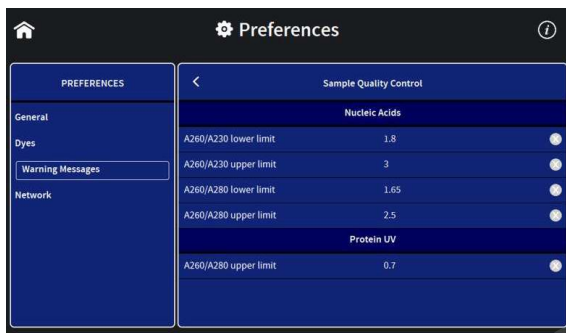 Preferences
PREFERENCES
General
Dyes
Warning Messages
Network
Sample Quality Control
Nucleic Acids
A260/A230 lower limit 1.8
A260/A230 upper limit 3
A260/A280 lower limit 1.65
A260/A280 upper limit 2.5
Protein UV
A260/A280 upper limit 0.7